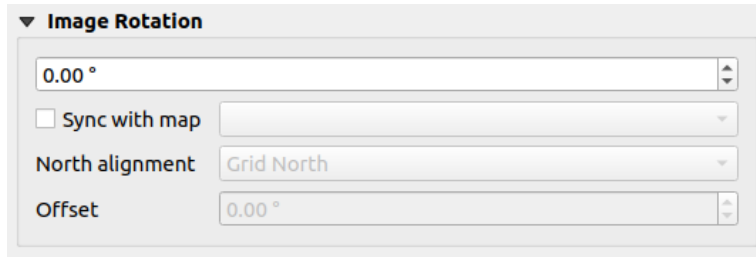 Image Rotation
0.00 °
Sync with map
North alignment Grid North
Offset 0.00 °